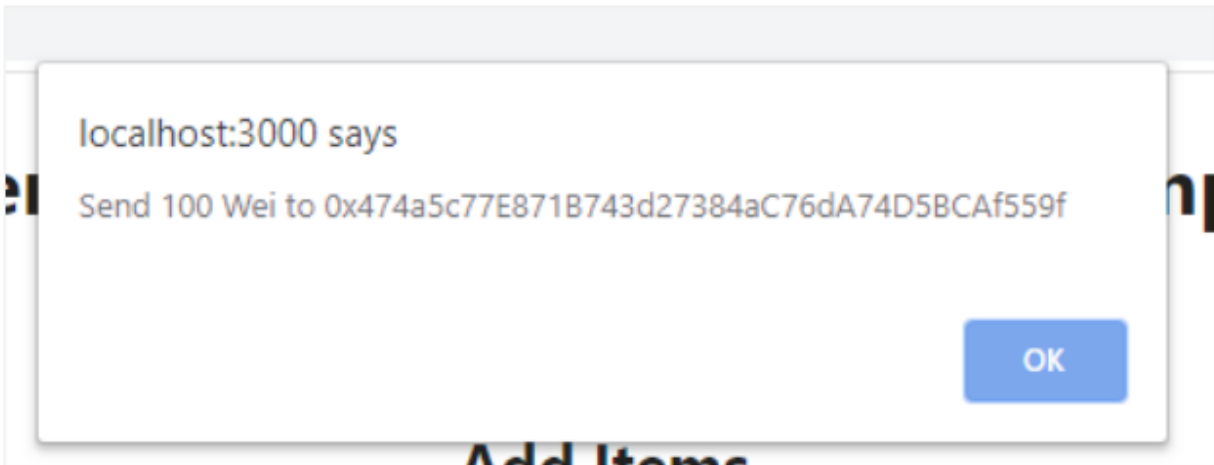 localhost:3000 says
Send 100 Wei to 0x474a5c77E871B743d27384aC76dA74D5BCAf559f
OK
Add Items